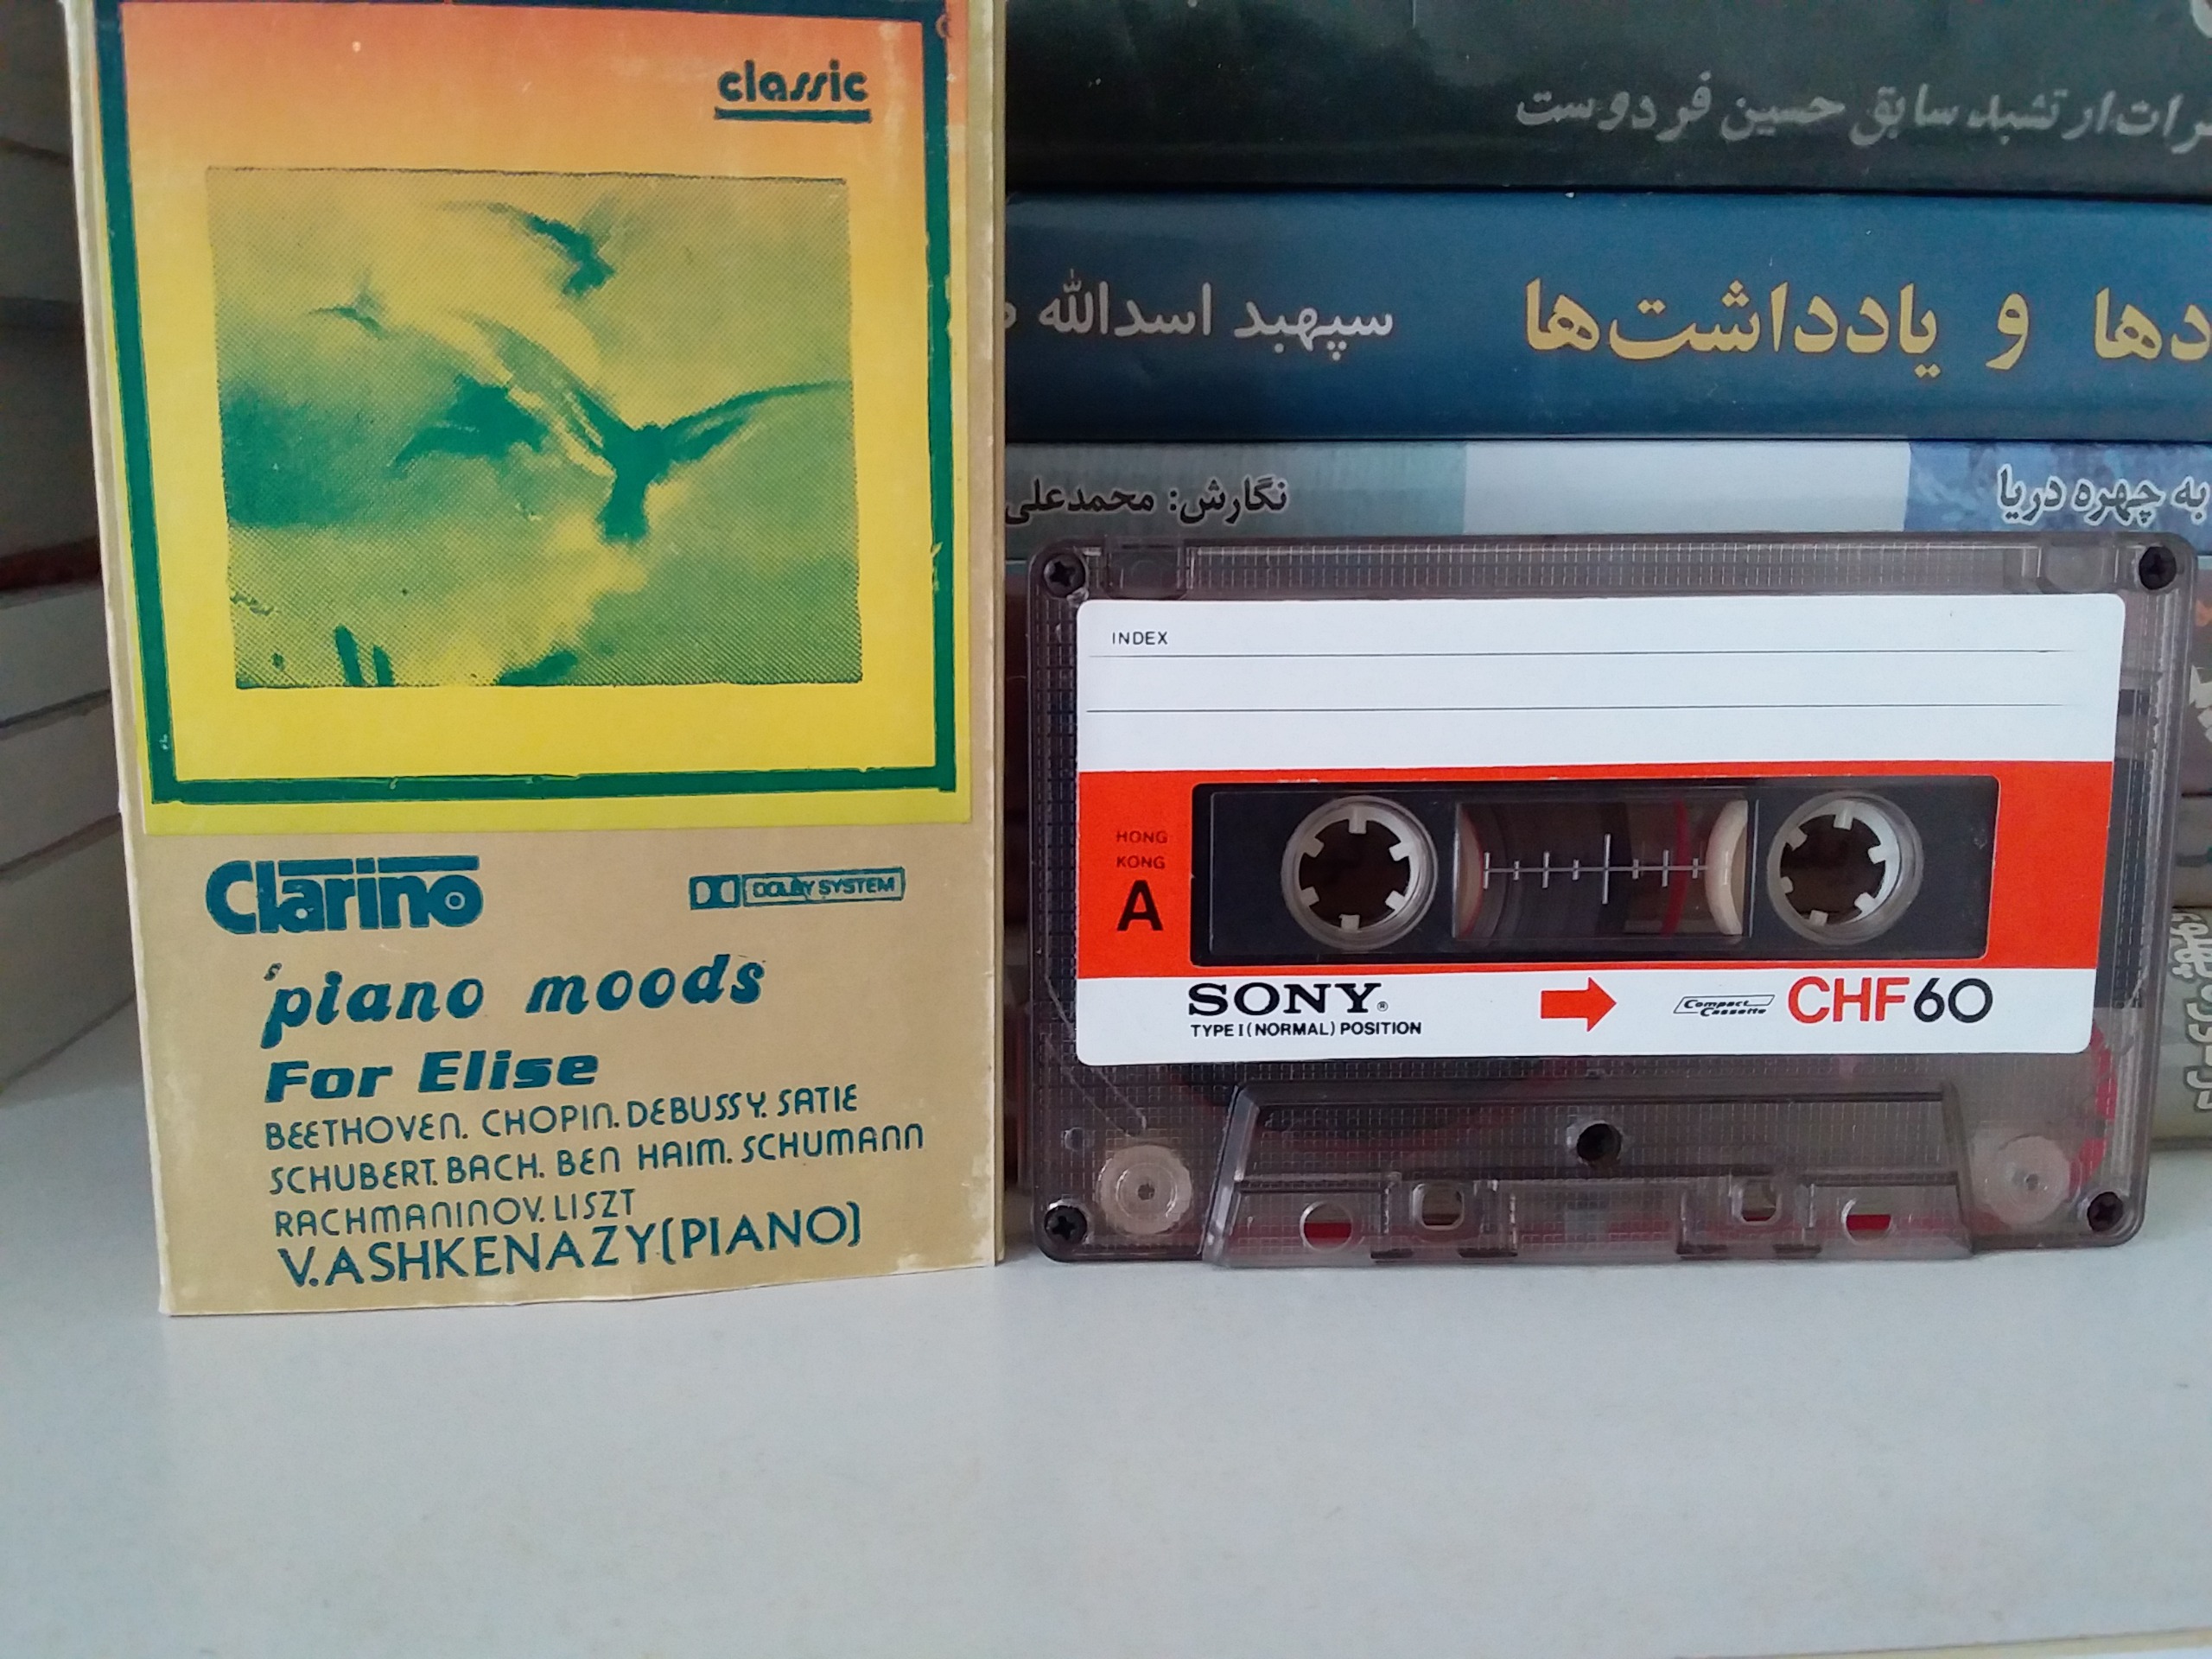 classic
Clarino
DOLBY SYSTEM
'piano moods
For Elise
BEETHOVEN. CHOPIN. DEBUSSY. SATIE
SCHUBERT. BACH. BEN HAIM. SCHUMANN
RACHMANINOV. LISZT
V. ASHKENAZY (PIANO)
ارتشبد سابق حسین فردوست
و یادداشت‌ها
سپهبد اسدالله
به چهره دریا
نگارش: محمدعلی
INDEX
HONG
KONG
A
SONY®
TYPE I (NORMAL) POSITION
Compact
Cassette
CHF 60